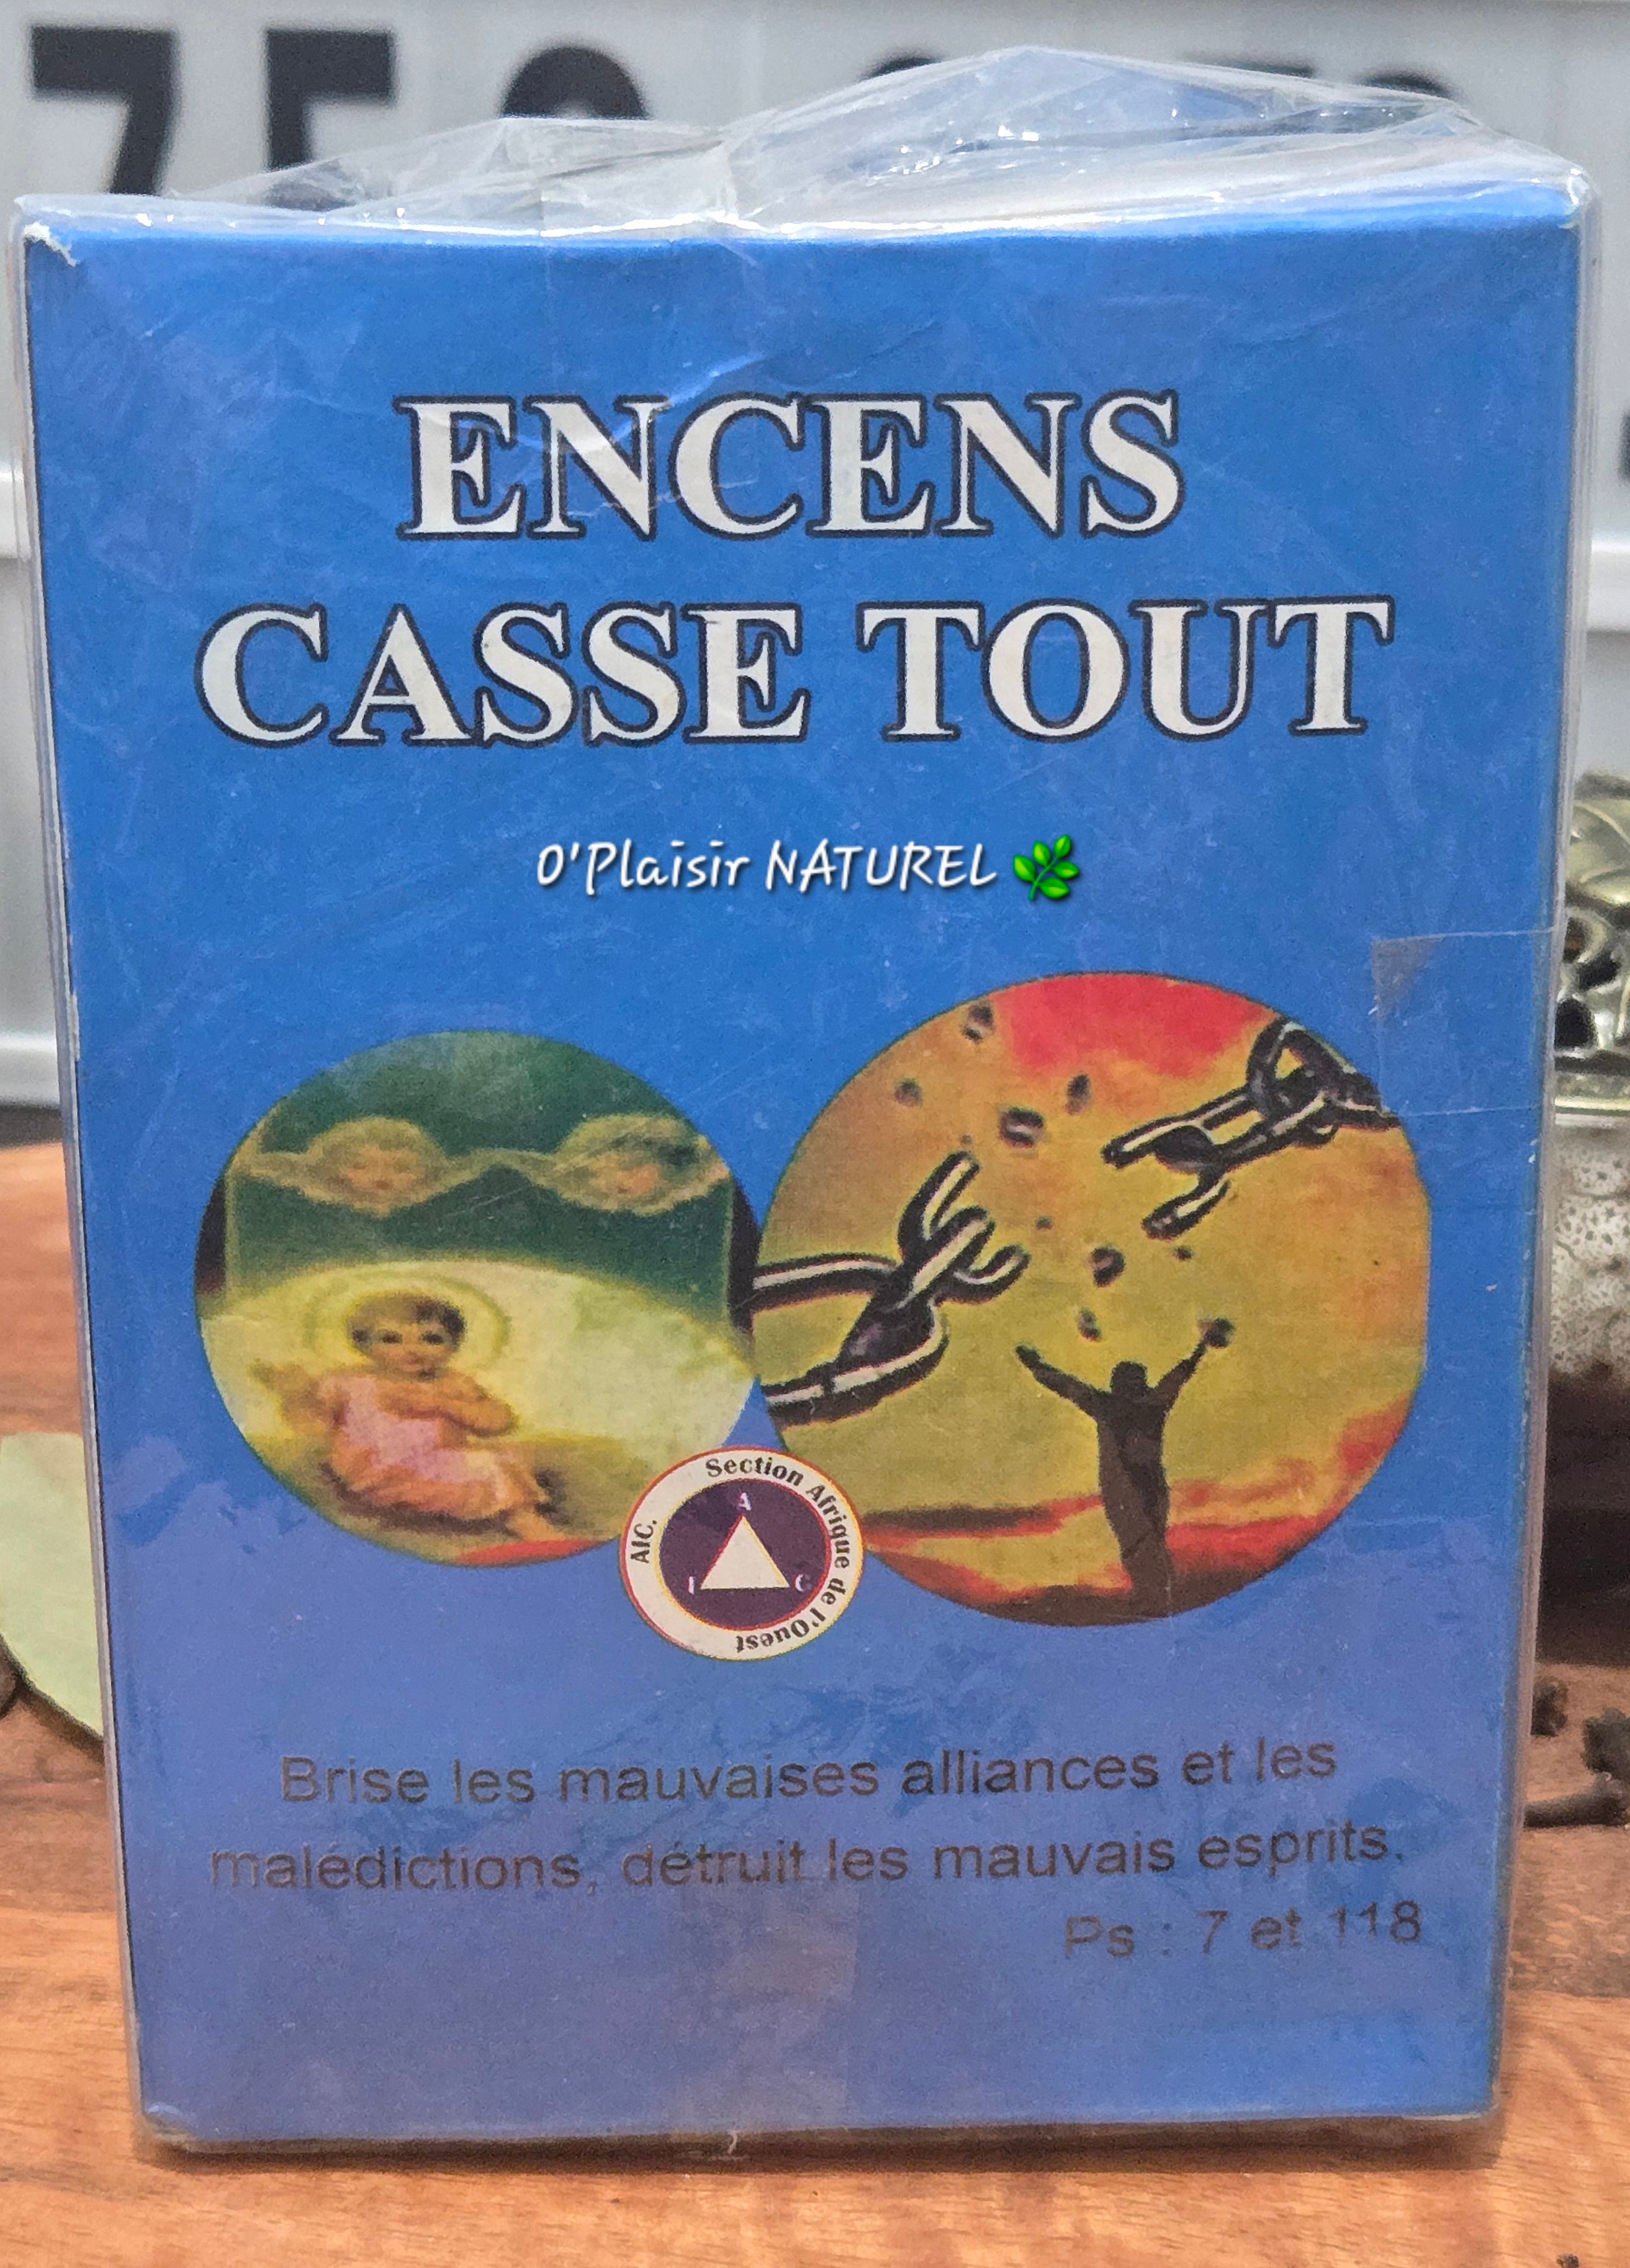 ENCENS
CASSE TOUT
O'Plaisir NATUREL
AIC. Section Afrique de l'Ouest
A
I C
Brise les mauvaises alliances et les
malédictions, détruit les mauvais esprits.
Ps : 7 et 118